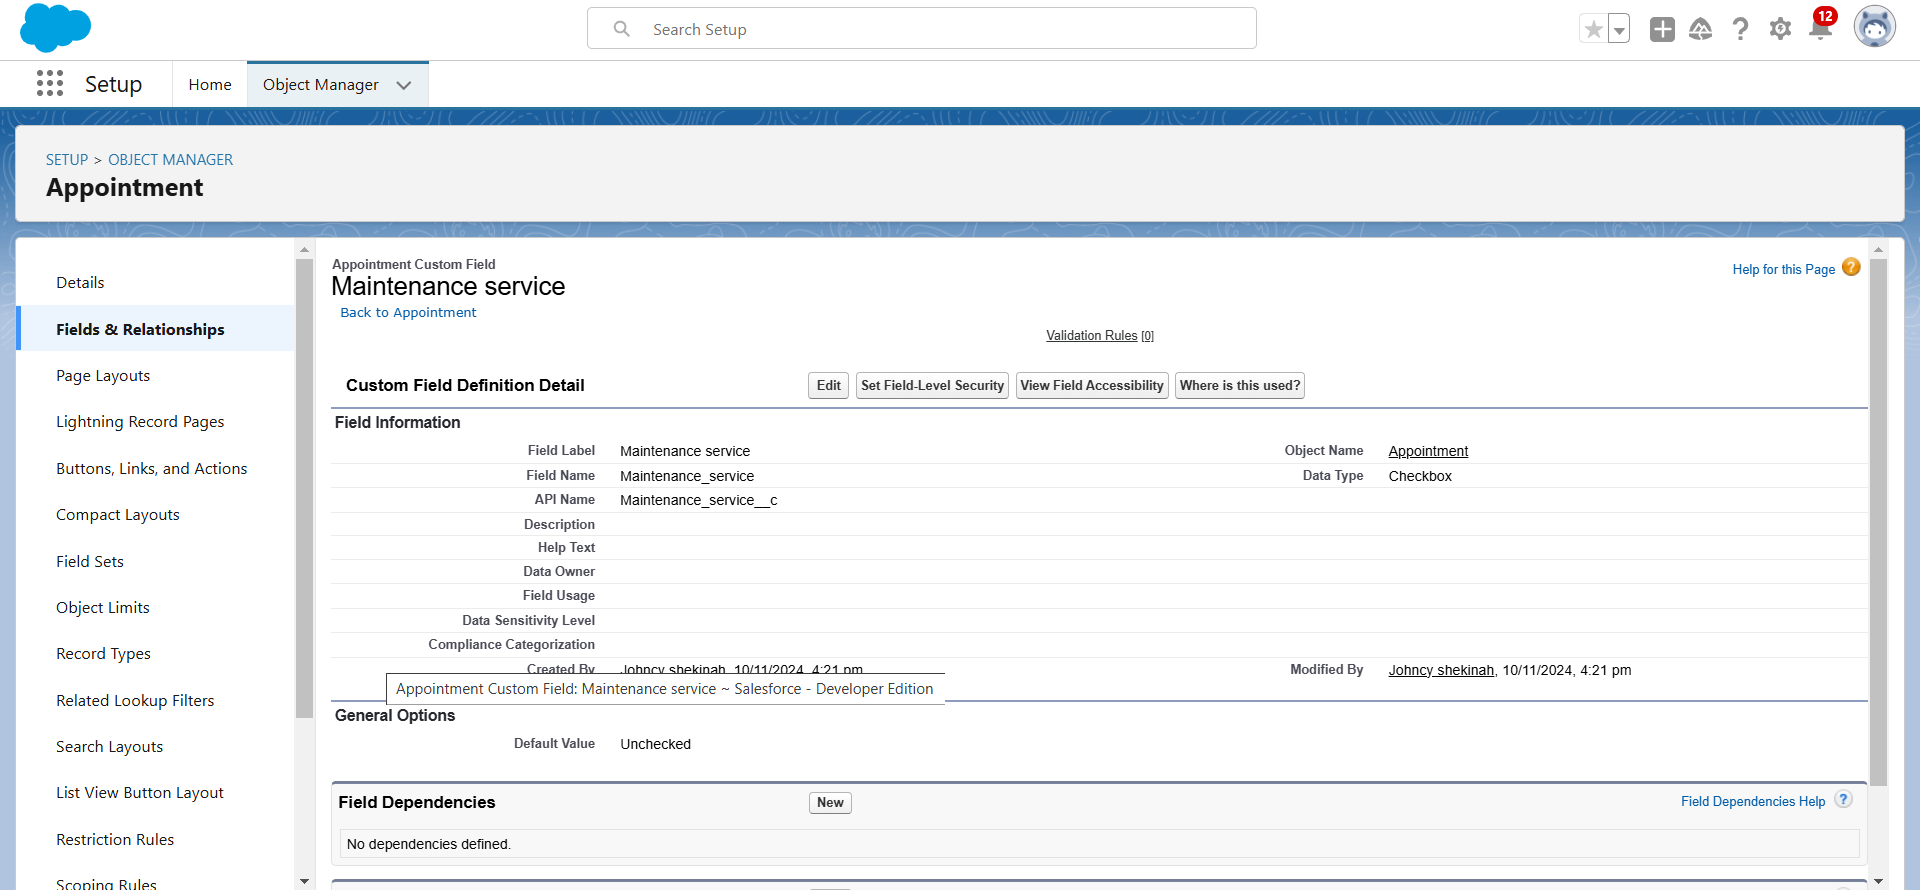 Search Setup
12
Setup
Home
Object Manager
SETUP > OBJECT MANAGER
Appointment
Details
Fields & Relationships
Page Layouts
Lightning Record Pages
Buttons, Links, and Actions
Compact Layouts
Field Sets
Object Limits
Record Types
Related Lookup Filters
Search Layouts
List View Button Layout
Restriction Rules
Scoping Rules
Appointment Custom Field
Maintenance service
Back to Appointment
Help for this Page ?
Validation Rules [0]
Custom Field Definition Detail
Edit
Set Field-Level Security
View Field Accessibility
Where is this used?
Field Information
Field Label Maintenance service
Object Name Appointment
Field Name Maintenance_service
Data Type Checkbox
API Name Maintenance_service__c
Description
Help Text
Data Owner
Field Usage
Data Sensitivity Level
Compliance Categorization
Created By Johncy shekinah, 10/11/2024, 4:21 pm
Modified By Johncy shekinah, 10/11/2024, 4:21 pm
Appointment Custom Field: Maintenance service ~ Salesforce - Developer Edition
General Options
Default Value Unchecked
Field Dependencies
New
Field Dependencies Help ?
No dependencies defined.